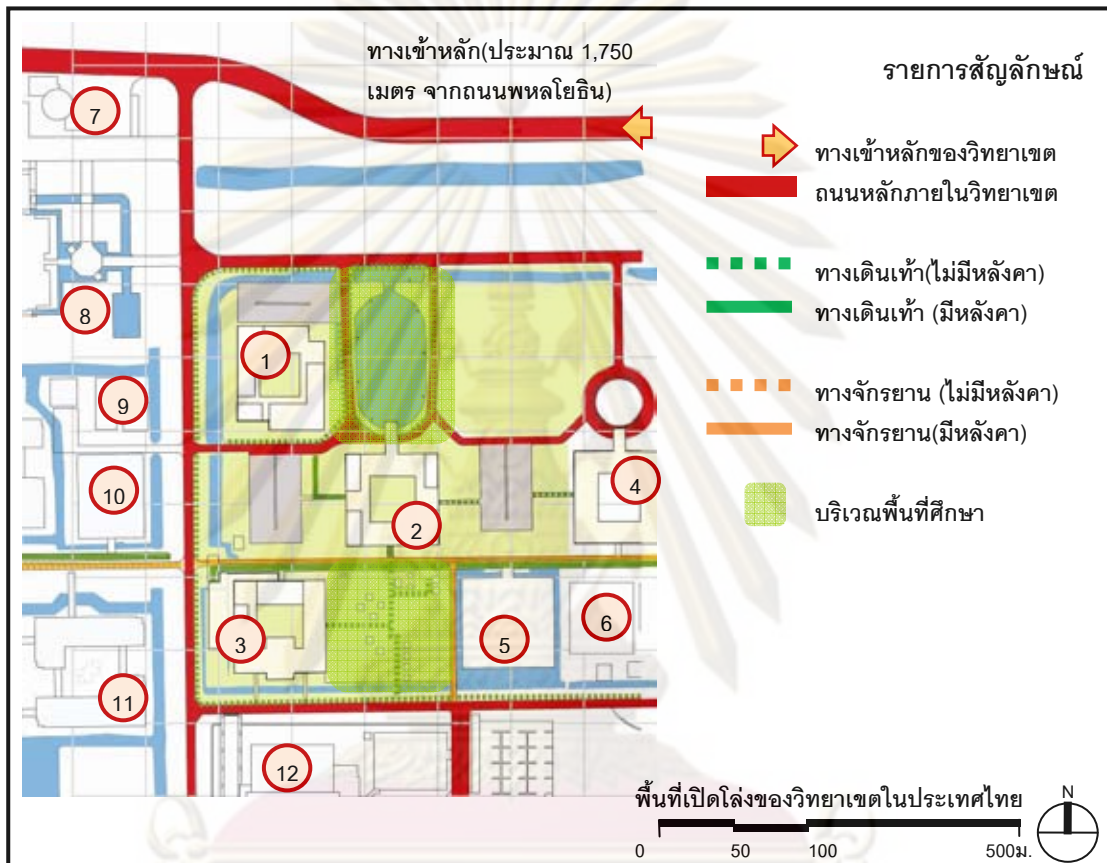 ทางเข้าหลัก(ประมาณ 1,750
เมตร จากถนนพหลโยธิน)
รายการสัญลักษณ์
ทางเข้าหลักของวิทยาเขต
ถนนหลักภายในวิทยาเขต
ทางเดินเท้า(ไม่มีหลังคา)
ทางเดินเท้า (มีหลังคา)
ทางจักรยาน (ไม่มีหลังคา)
ทางจักรยาน(มีหลังคา)
บริเวณพื้นที่ศึกษา
7
8
1
9
10
2
4
3
5
6
11
12
พื้นที่เปิดโล่งของวิทยาเขตในประเทศไทย
N
0 50 100 500ม.